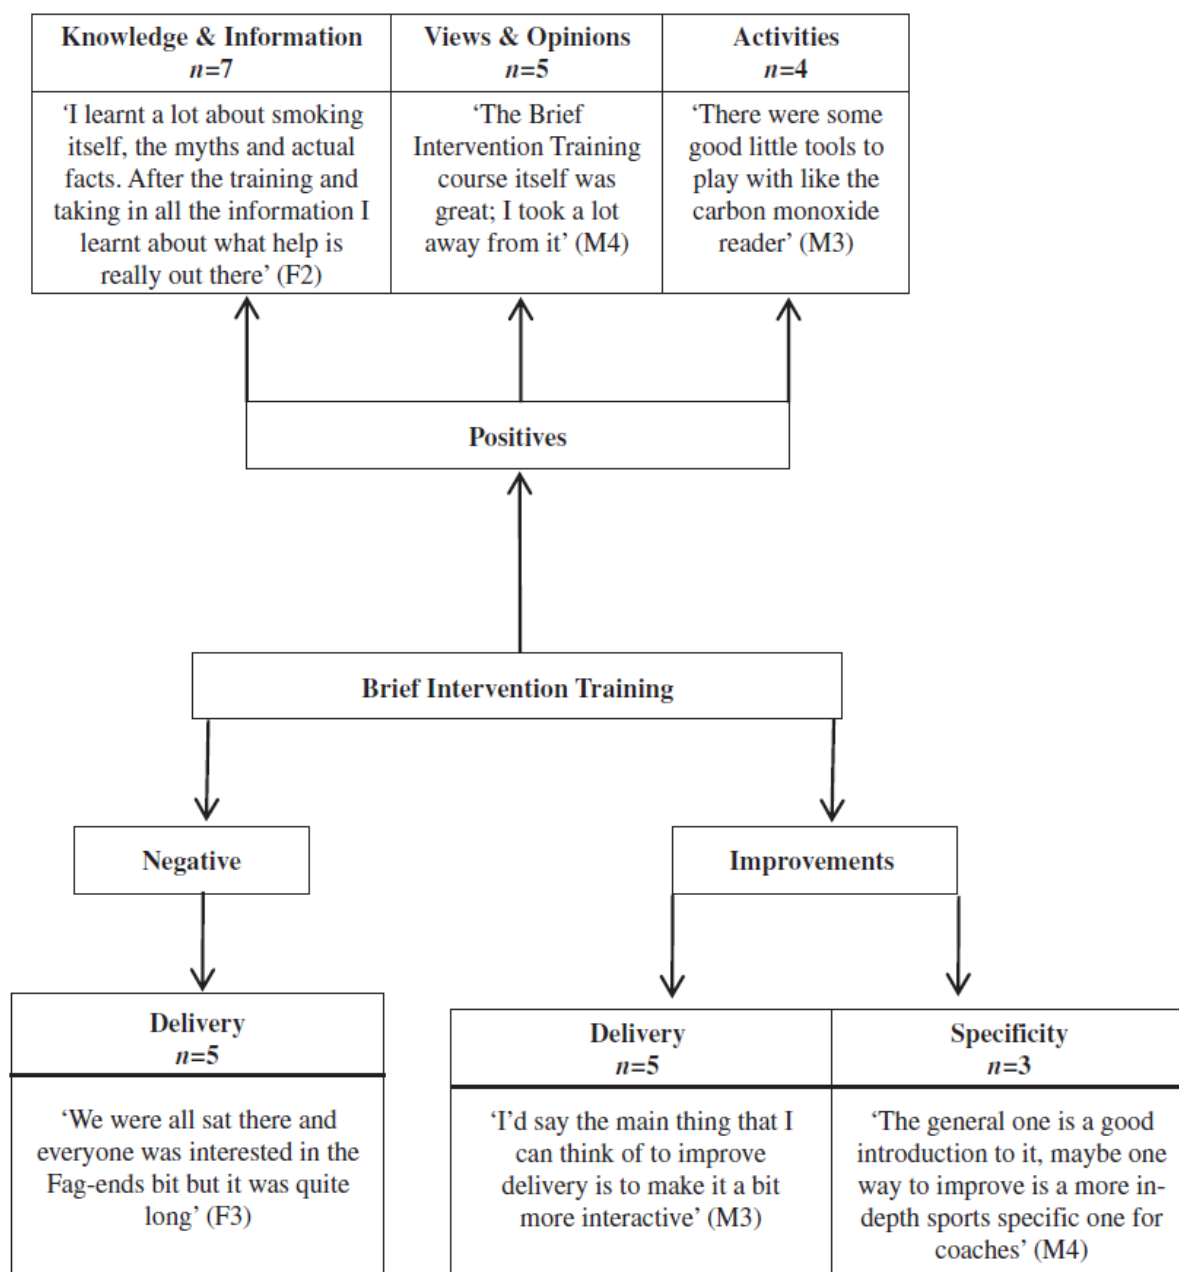 Knowledge & Information
n=7
‘I learnt a lot about smoking
itself, the myths and actual
facts. After the training and
taking in all the information I
learnt about what help is
really out there’ (F2)
Views & Opinions
n=5
‘The Brief
Intervention Training
course itself was
great; I took a lot
away from it’ (M4)
Activities
n=4
‘There were some
good little tools to
play with like the
carbon monoxide
reader’ (M3)
Positives
Brief Intervention Training
Negative
Improvements
Delivery
n=5
‘We were all sat there and
everyone was interested in the
Fag-ends bit but it was quite
long’ (F3)
Delivery
n=5
‘I’d say the main thing that I
can think of to improve
delivery is to make it a bit
more interactive’ (M3)
Specificity
n=3
‘The general one is a good
introduction to it, maybe one
way to improve is a more in-
depth sports specific one for
coaches’ (M4)